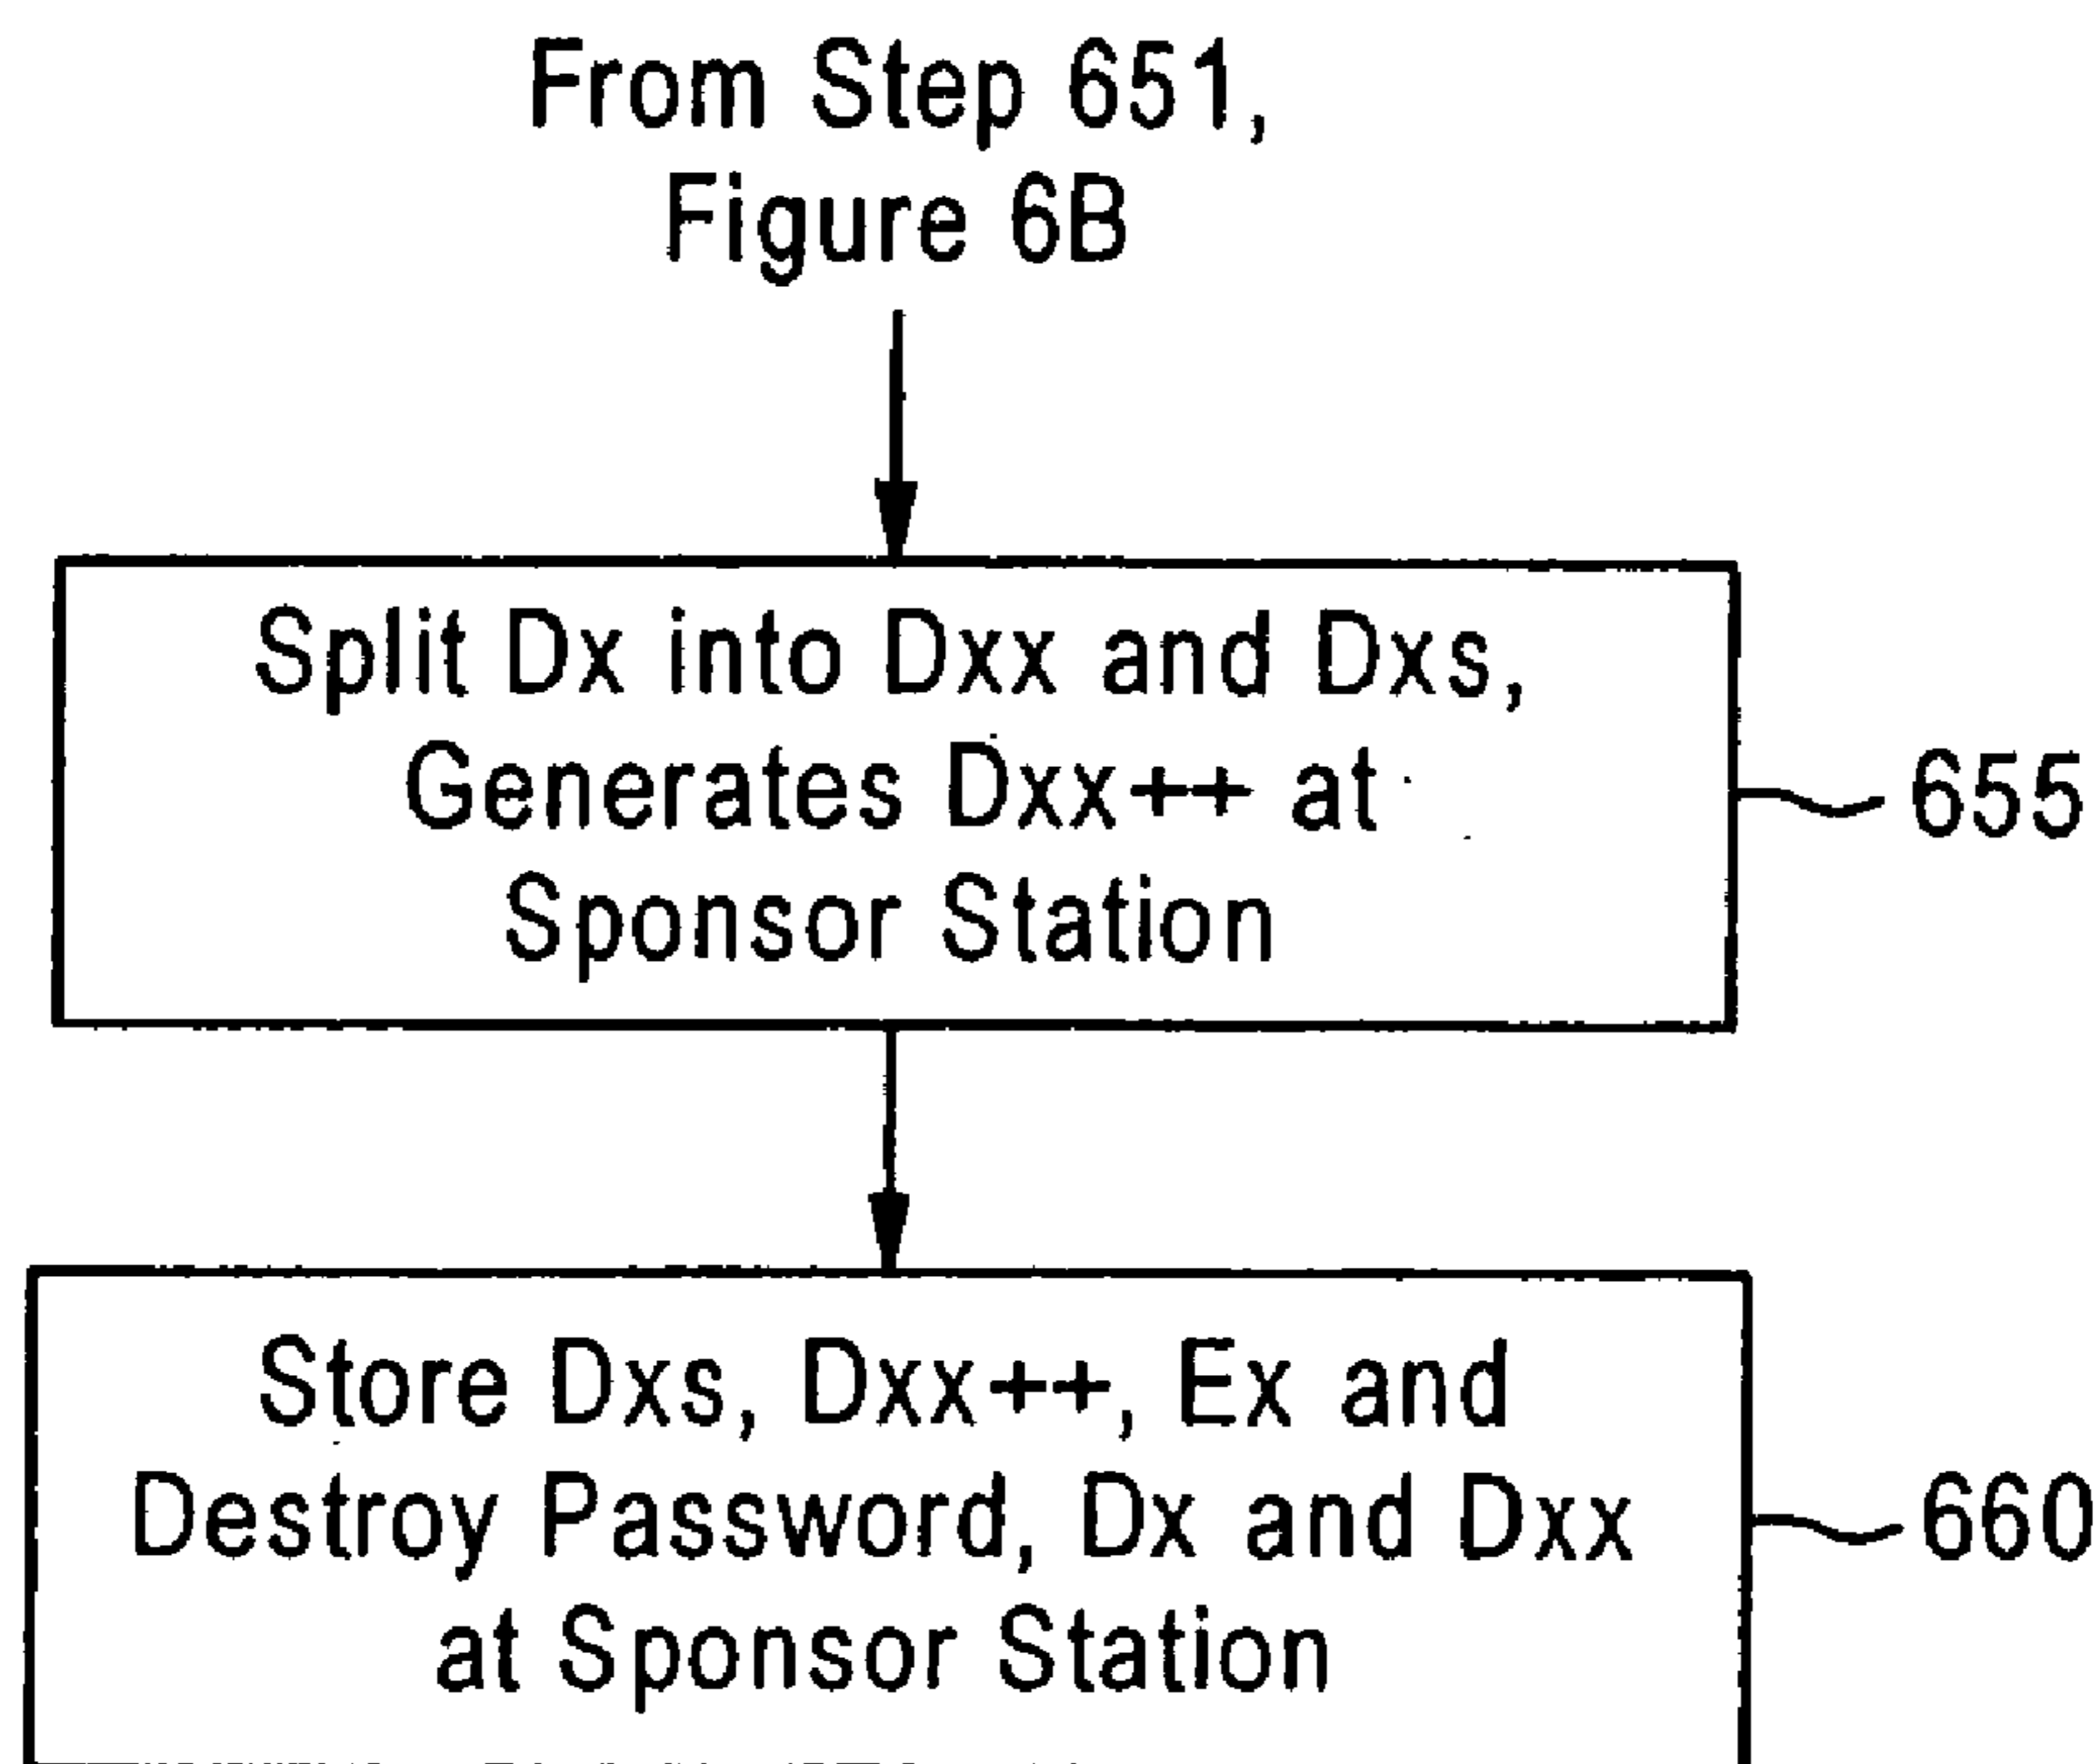 From Step 651,
Figure 6B
Split Dx into Dxx and Dxs,
Generates Dxx++ at
Sponsor Station
655
Store Dxs, Dxx++, Ex and
Destroy Password, Dx and Dxx
at Sponsor Station
660